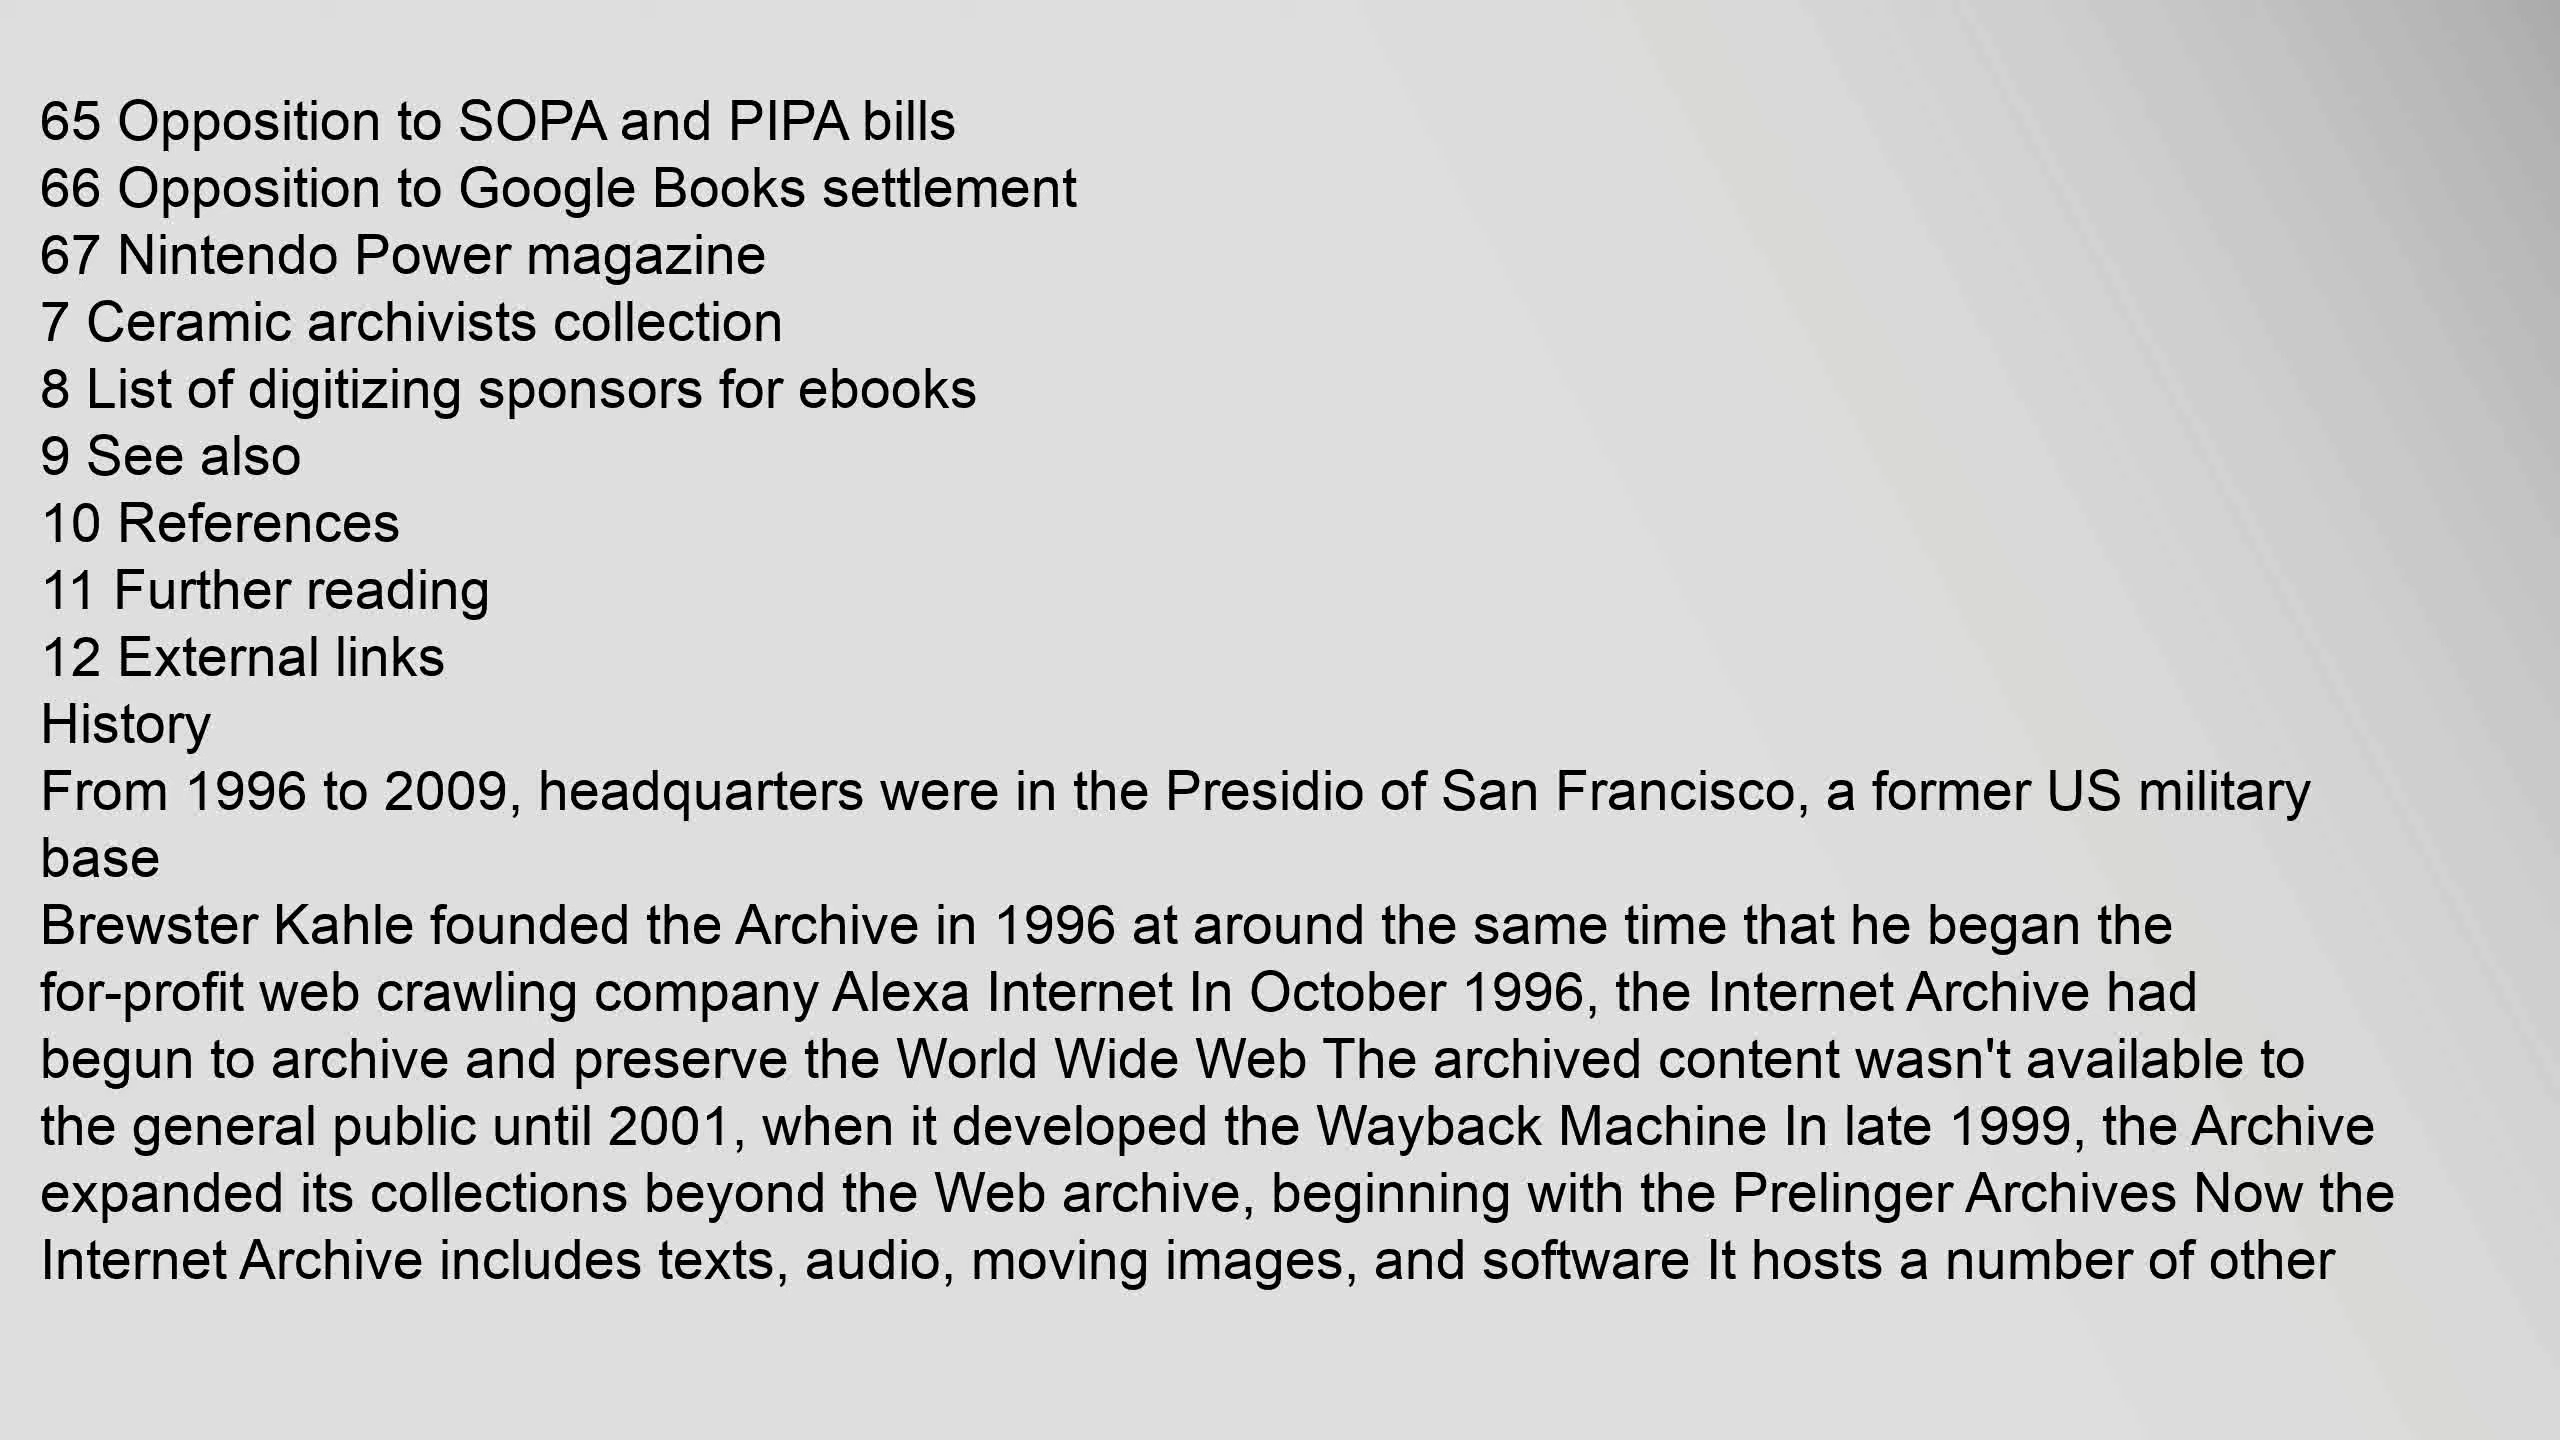 65 Opposition to SOPA and PIPA bills
66 Opposition to Google Books settlement
67 Nintendo Power magazine
7 Ceramic archivists collection
8 List of digitizing sponsors for ebooks
9 See also
10 References
11 Further reading
12 External links
History
From 1996 to 2009, headquarters were in the Presidio of San Francisco, a former US military
base
Brewster Kahle founded the Archive in 1996 at around the same time that he began the
for-profit web crawling company Alexa Internet In October 1996, the Internet Archive had
begun to archive and preserve the World Wide Web The archived content wasn't available to
the general public until 2001, when it developed the Wayback Machine In late 1999, the Archive
expanded its collections beyond the Web archive, beginning with the Prelinger Archives Now the
Internet Archive includes texts, audio, moving images, and software It hosts a number of other